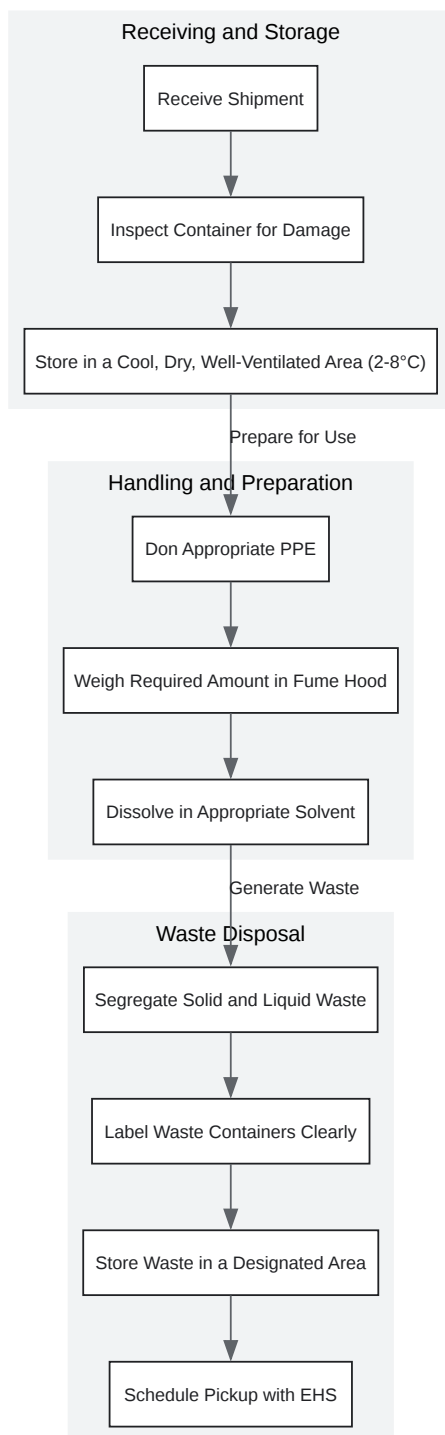 Receiving and Storage
Receive Shipment
Inspect Container for Damage
Store in a Cool, Dry, Well-Ventilated Area (2-8°C)
Prepare for Use
Handling and Preparation
Don Appropriate PPE
Weigh Required Amount in Fume Hood
Dissolve in Appropriate Solvent
Generate Waste
Waste Disposal
Segregate Solid and Liquid Waste
Label Waste Containers Clearly
Store Waste in a Designated Area
Schedule Pickup with EHS